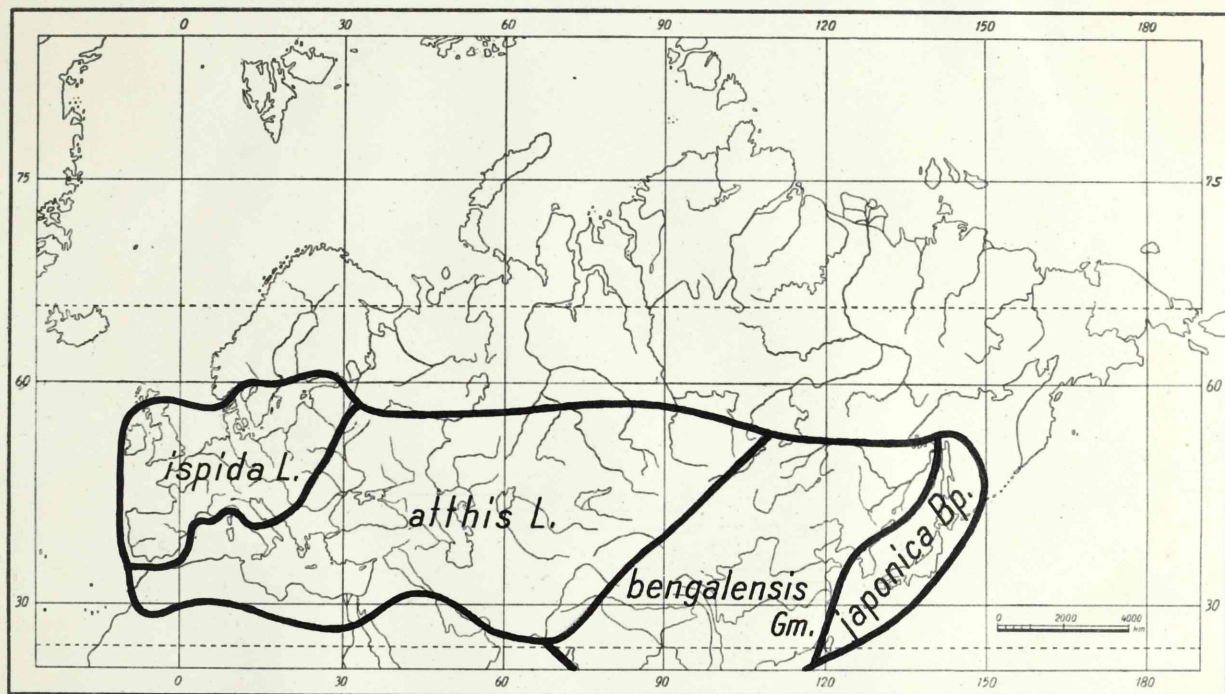 0 30 60 90 120 150 180
75 75
60 60
ispida L.
atthis L.
japonica Bp.
bengalensis
Gm.
30 30
0 2000 4000
km
0 30 60 90 120 150 180